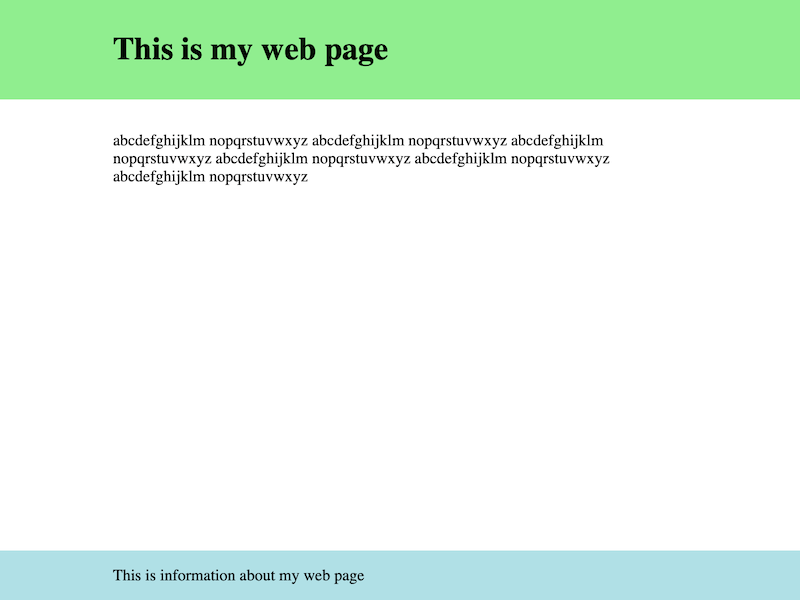 This is my web page
abcdefghijklm nopqrstuvwxyz abcdefghijklm nopqrstuvwxyz abcdefghijklm
nopqrstuvwxyz abcdefghijklm nopqrstuvwxyz abcdefghijklm nopqrstuvwxyz
abcdefghijklm nopqrstuvwxyz
This is information about my web page